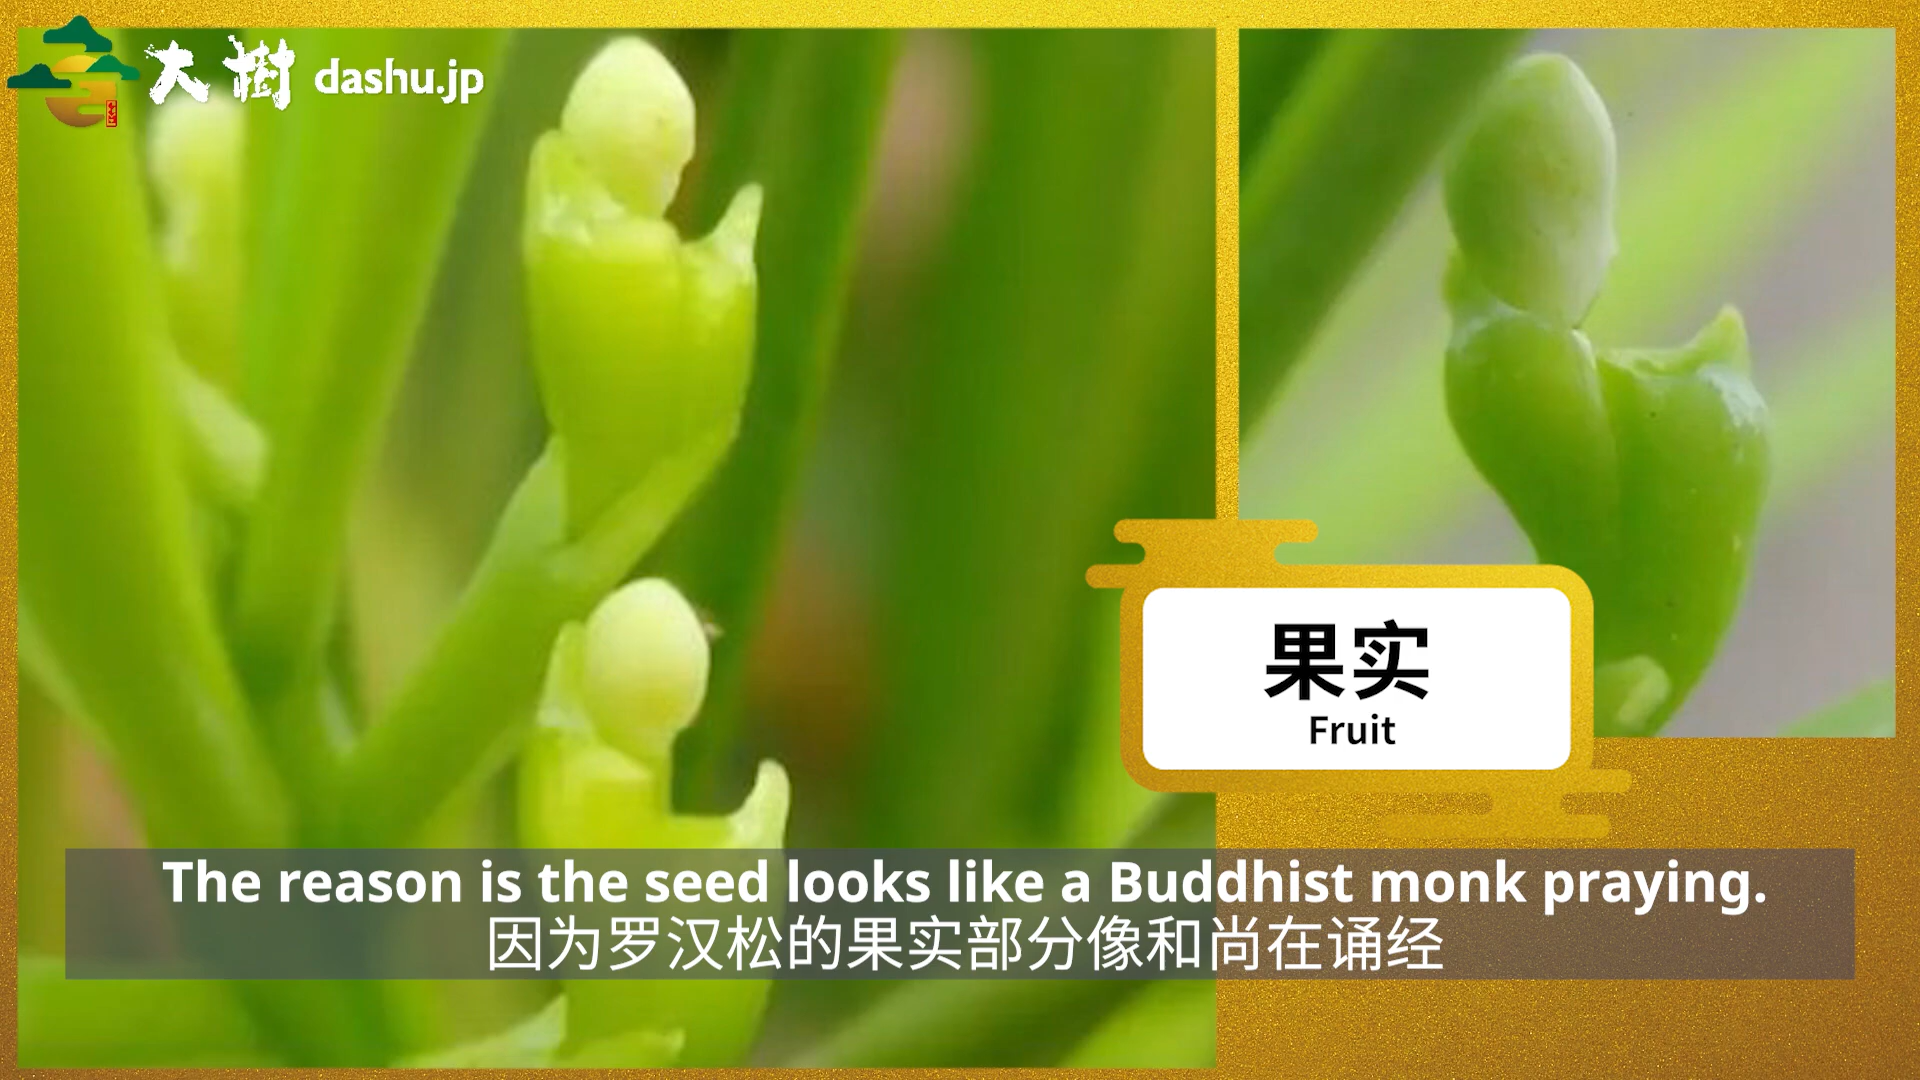 大樹 dashu.jp
果实
Fruit
The reason is the seed looks like a Buddhist monk praying.
因为罗汉松的果实部分像和尚在诵经